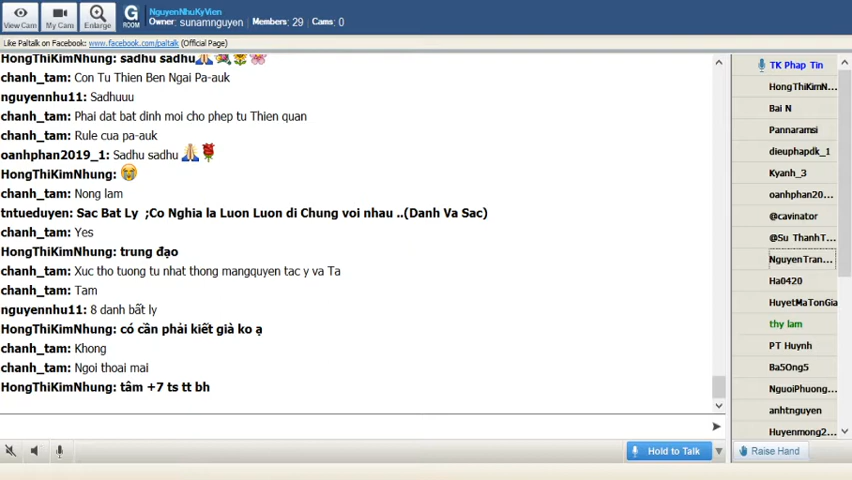 NguyenNhuKyVien
View Cam
My Cam
Enlarge
G
ROOM
Owner: sunamnguyen   Members: 29   Cams: 0
Like Paltalk on Facebook: www.facebook.com/paltalk (Official Page)
HongThiKimNhung: sadhu sadhu
chanh_tam: Con Tu Thien Ben Ngai Pa-auk
nguyennhu11: Sadhuuu
chanh_tam: Phai dat bat dinh moi cho phep tu Thien quan
chanh_tam: Rule cua pa-auk
oanhphan2019_1: Sadhu sadhu
HongThiKimNhung:
chanh_tam: Nong lam
tntueduyen: Sac Bat Ly ;Co Nghia la Luon Luon di Chung voi nhau ..(Danh Va Sac)
chanh_tam: Yes
HongThiKimNhung: trung đạo
chanh_tam: Xuc tho tuong tu nhat thong mangquyen tac y va Ta
chanh_tam: Tam
nguyennhu11: 8 danh bất ly
HongThiKimNhung: có cần phải kiết già ko ạ
chanh_tam: Khong
chanh_tam: Ngoi thoai mai
HongThiKimNhung: tâm +7 ts tt bh
TK Phap Tin
HongThiKimN...
Bai N
Pannaramsi
dieuphapdk_1
Kyanh_3
oanhphan20...
@cavinator
@Su ThanhT...
NguyenTran...
Ha0420
HuyetMaTonGia
thy lam
PT Huynh
Ba5Ong5
NguoiPhuong...
anhtnguyen
Huyenmong2...
Hold to Talk
Raise Hand